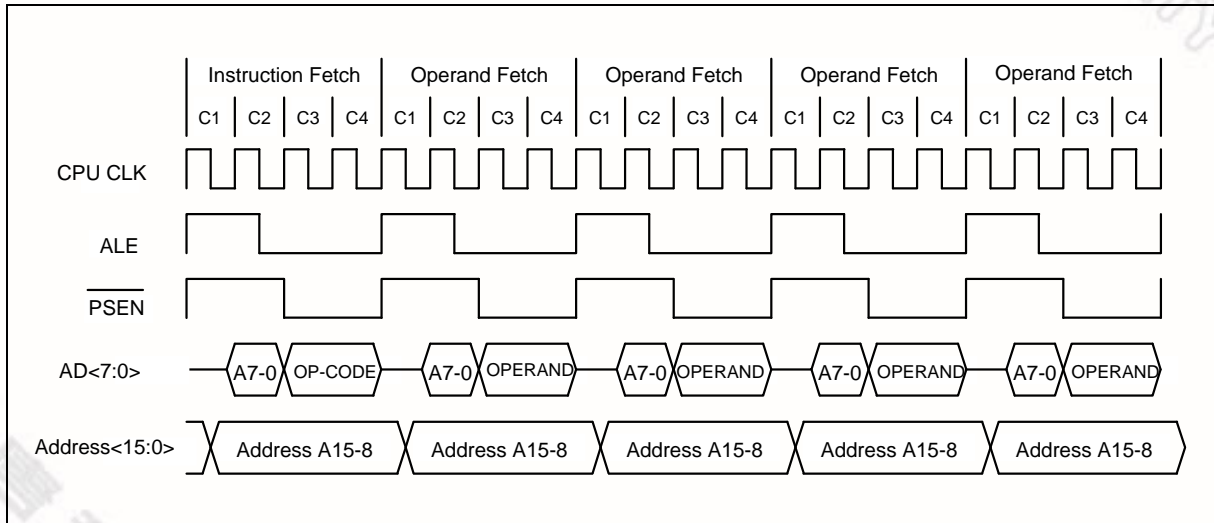 Instruction Fetch Operand Fetch Operand Fetch Operand Fetch Operand Fetch
C1 C2 C3 C4 C1 C2 C3 C4 C1 C2 C3 C4 C1 C2 C3 C4 C1 C2 C3 C4
CPU CLK
ALE
PSEN
AD<7:0> A7-0 OP-CODE A7-0 OPERAND A7-0 OPERAND A7-0 OPERAND A7-0 OPERAND
Address<15:0> Address A15-8 Address A15-8 Address A15-8 Address A15-8 Address A15-8